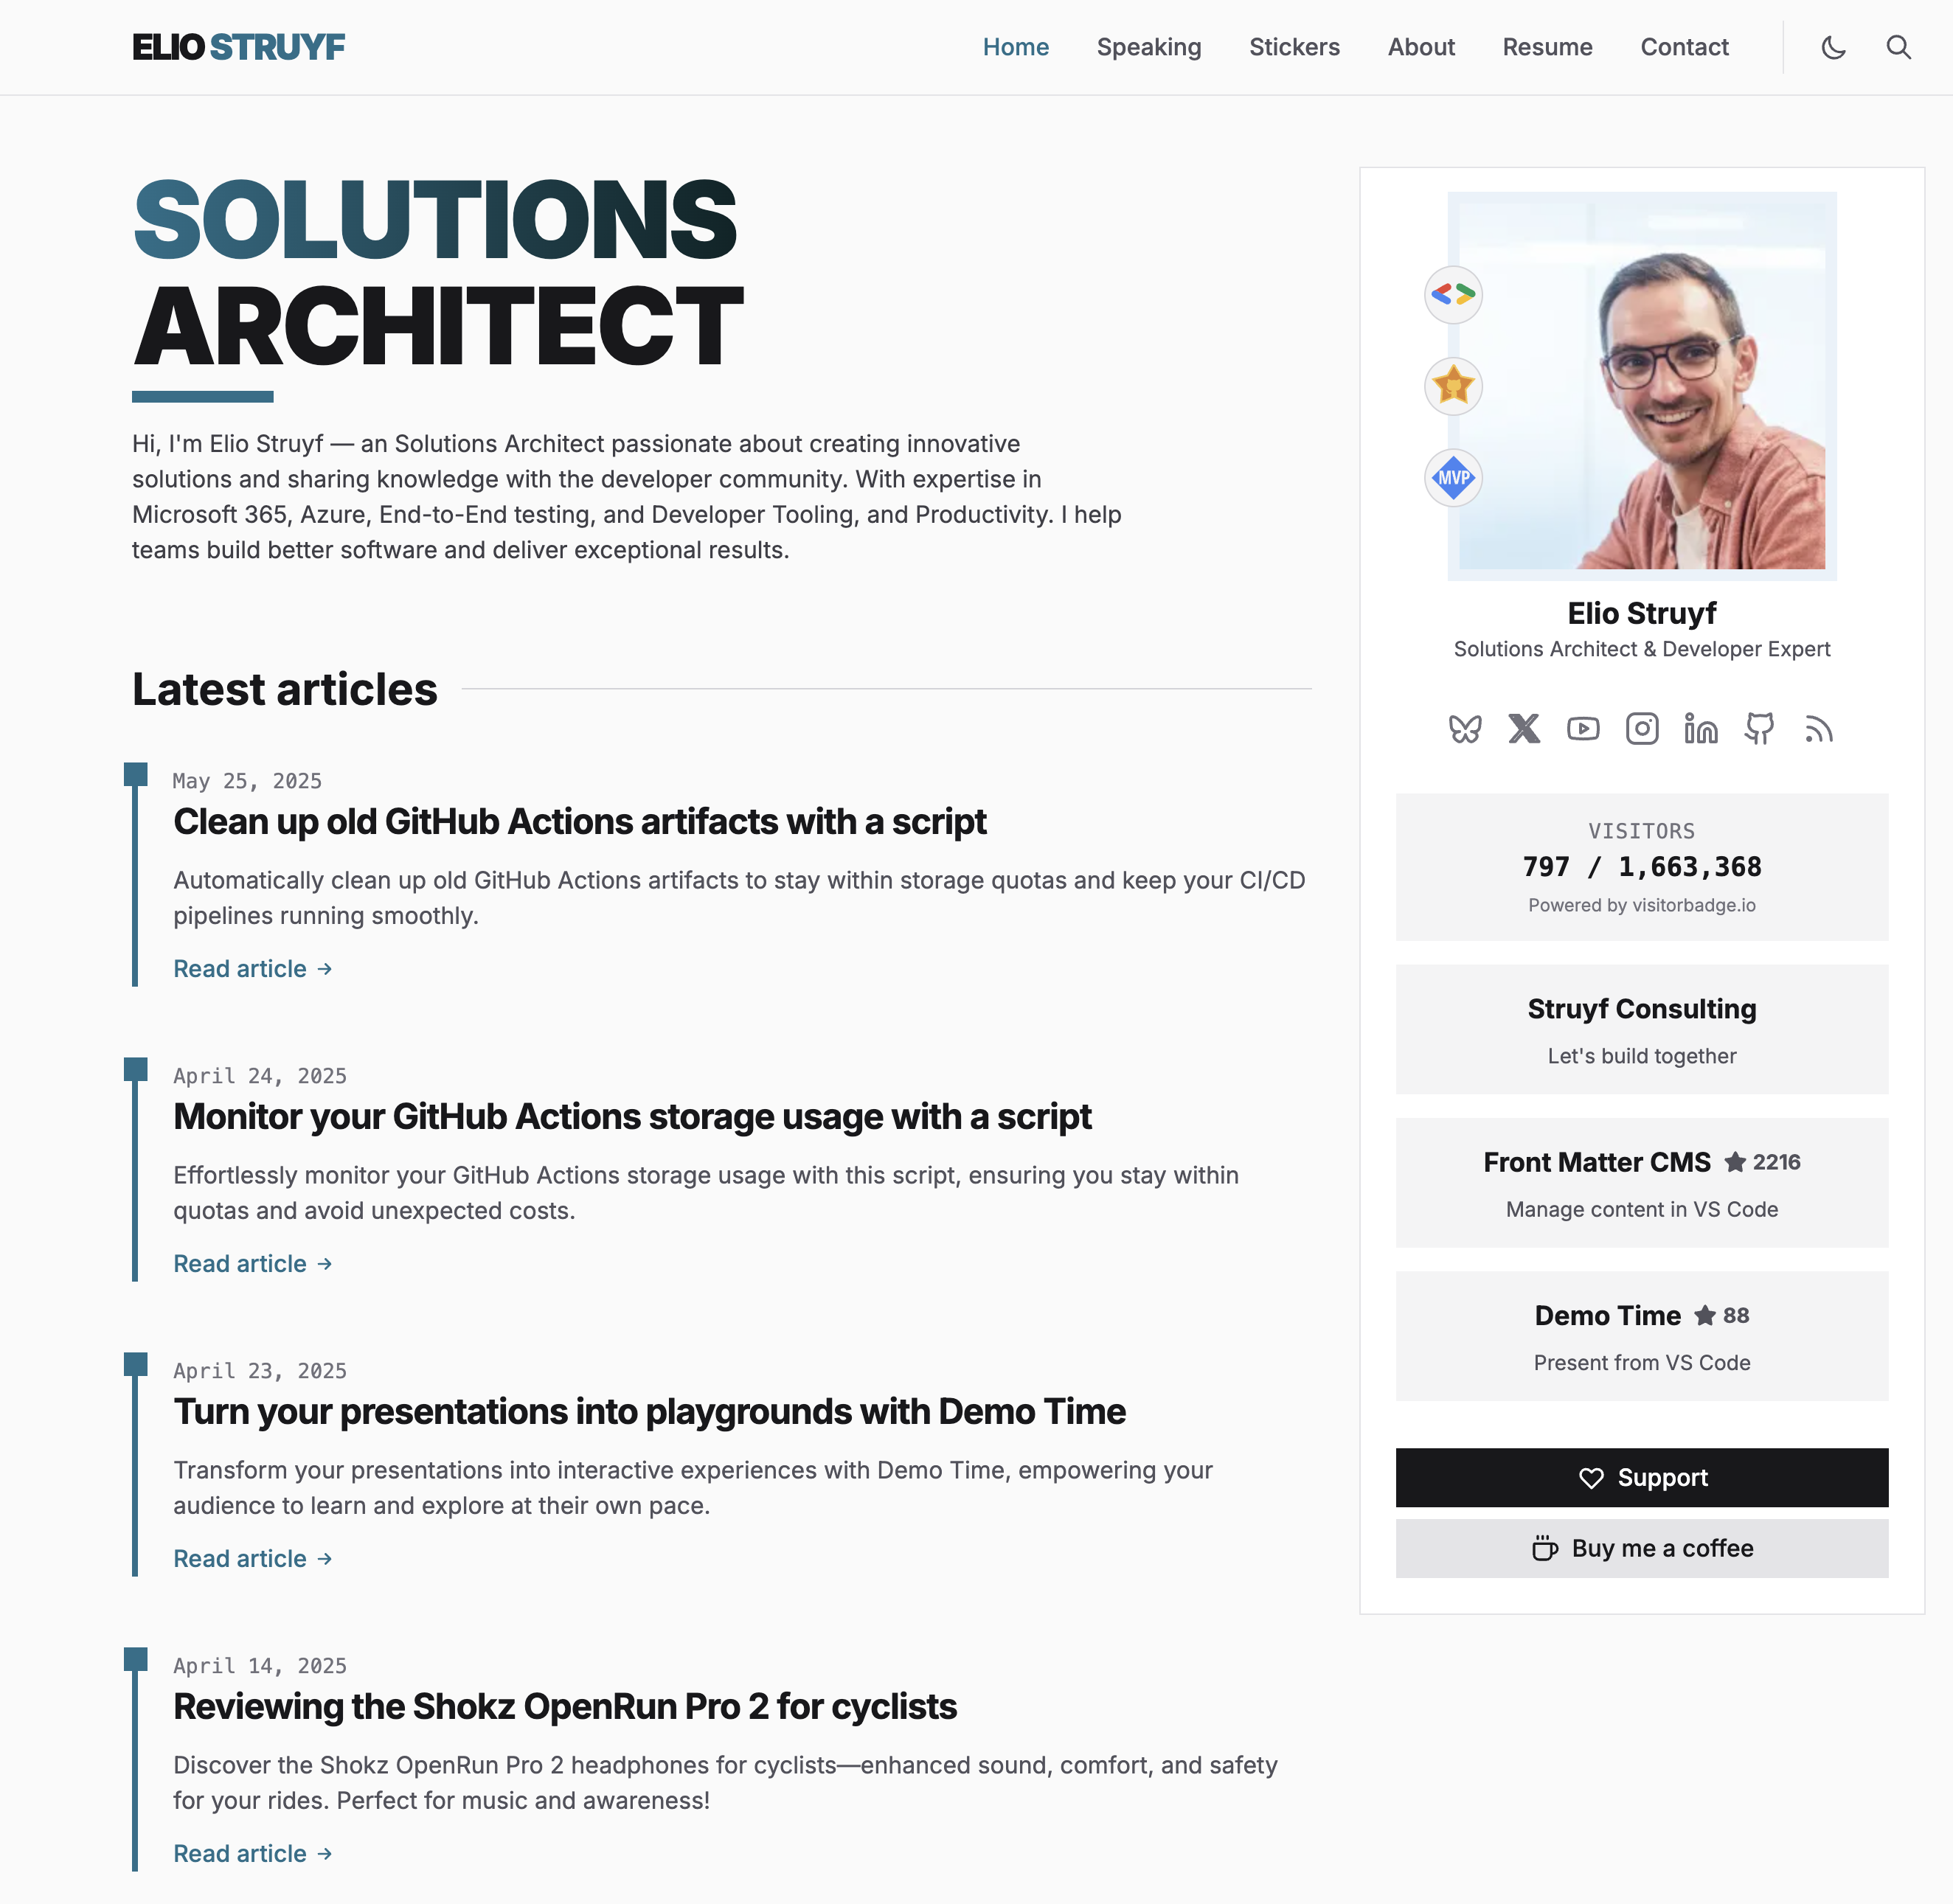 ELIO STRUYF
Home Speaking Stickers About Resume Contact
SOLUTIONS
ARCHITECT
Hi, I'm Elio Struyf — an Solutions Architect passionate about creating innovative
solutions and sharing knowledge with the developer community. With expertise in
Microsoft 365, Azure, End-to-End testing, and Developer Tooling, and Productivity. I help
teams build better software and deliver exceptional results.
Latest articles
May 25, 2025
Clean up old GitHub Actions artifacts with a script
Automatically clean up old GitHub Actions artifacts to stay within storage quotas and keep your CI/CD
pipelines running smoothly.
Read article →
April 24, 2025
Monitor your GitHub Actions storage usage with a script
Effortlessly monitor your GitHub Actions storage usage with this script, ensuring you stay within
quotas and avoid unexpected costs.
Read article →
April 23, 2025
Turn your presentations into playgrounds with Demo Time
Transform your presentations into interactive experiences with Demo Time, empowering your
audience to learn and explore at their own pace.
Read article →
April 14, 2025
Reviewing the Shokz OpenRun Pro 2 for cyclists
Discover the Shokz OpenRun Pro 2 headphones for cyclists—enhanced sound, comfort, and safety
for your rides. Perfect for music and awareness!
Read article →
MVP
Elio Struyf
Solutions Architect & Developer Expert
VISITORS
797 / 1,663,368
Powered by visitorbadge.io
Struyf Consulting
Let's build together
Front Matter CMS ★ 2216
Manage content in VS Code
Demo Time ★ 88
Present from VS Code
Support
Buy me a coffee